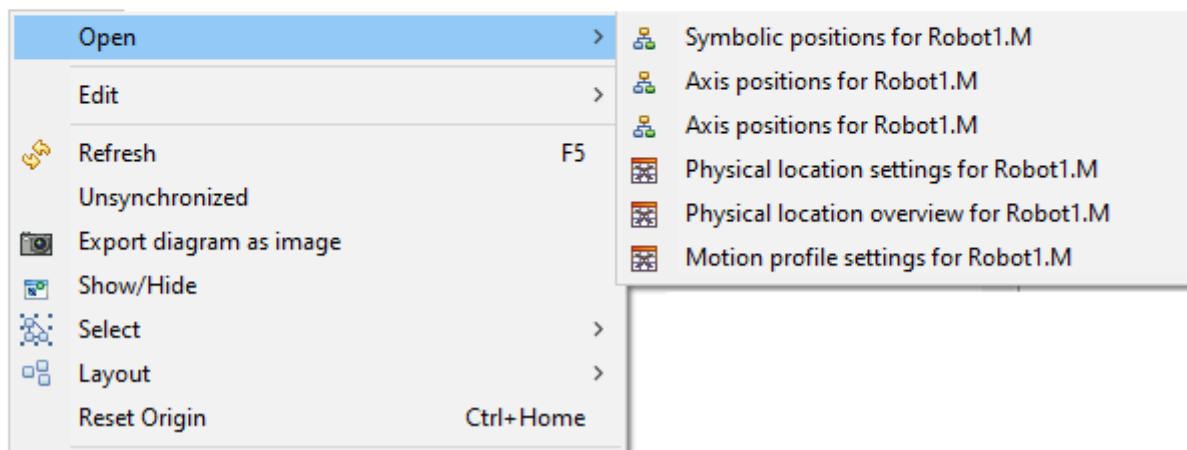 Open
Edit
Refresh F5
Unsynchronized
Export diagram as image
Show/Hide
Select
Layout
Reset Origin Ctrl+Home
Symbolic positions for Robot1.M
Axis positions for Robot1.M
Axis positions for Robot1.M
Physical location settings for Robot1.M
Physical location overview for Robot1.M
Motion profile settings for Robot1.M